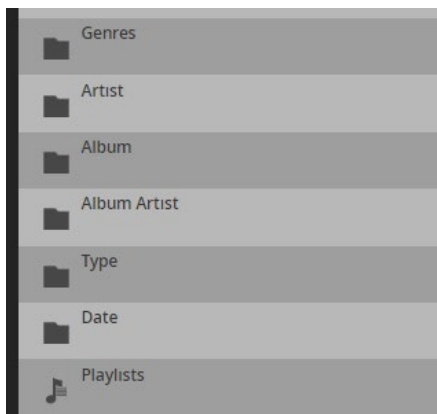 Genres
Artist
Album
Album Artist
Type
Date
Playlists